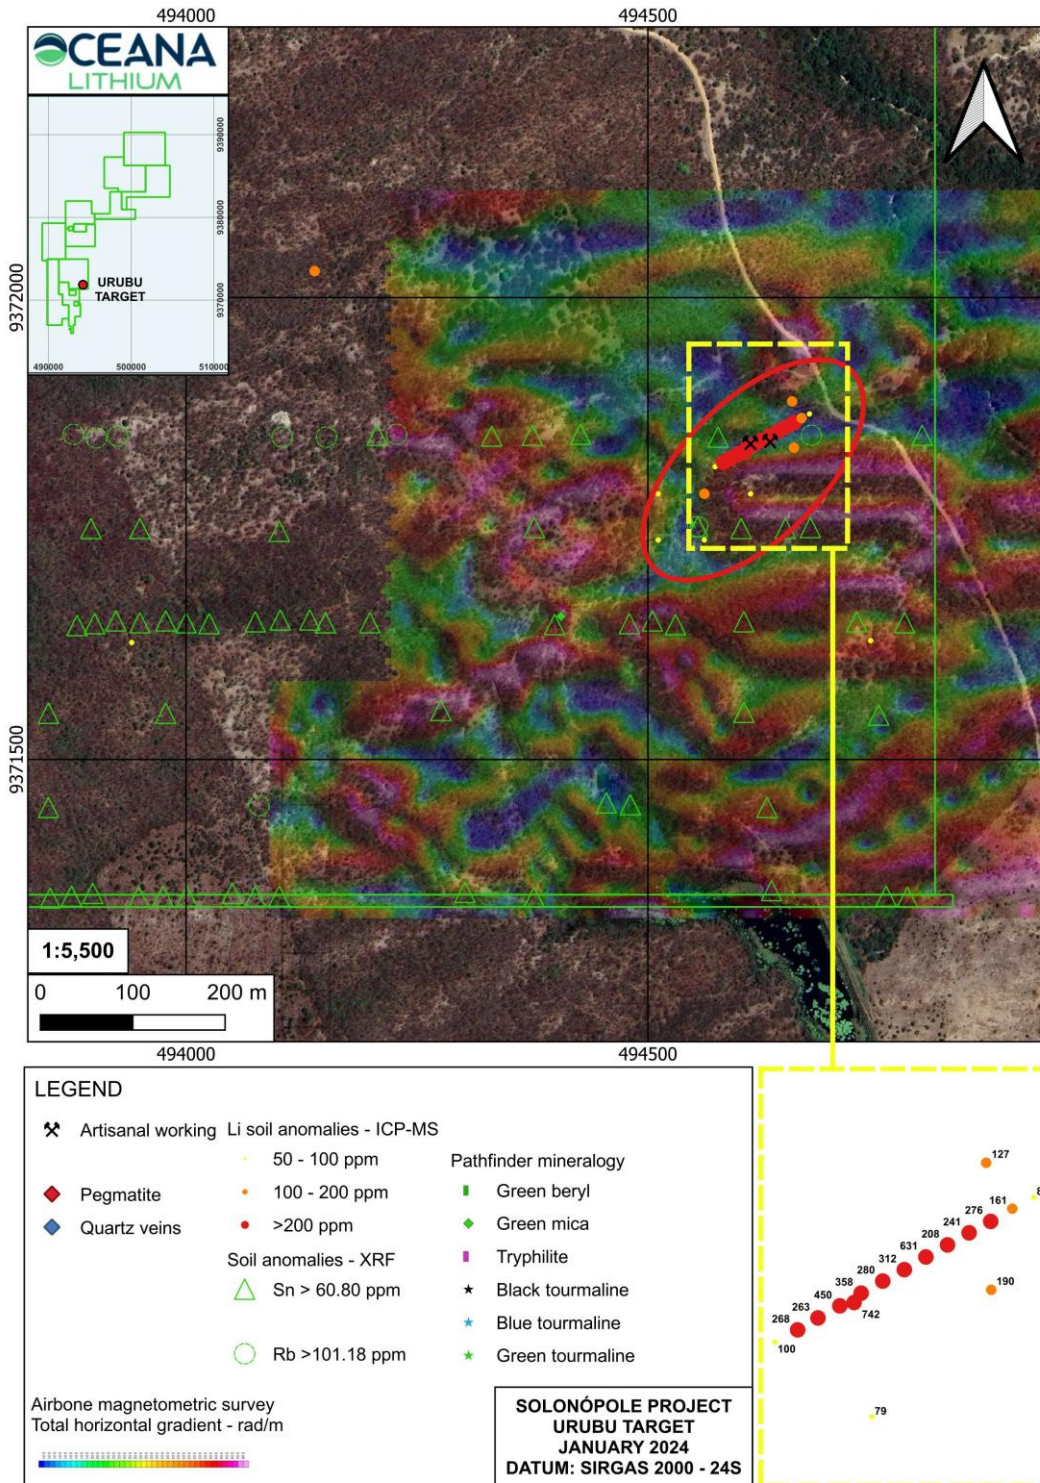 494000
494500
OCEANA
LITHIUM
9390000
9380000
9370000
URUBU
TARGET
490000
500000
510000
9372000
9371500
1:5,500
0
100
200 m
494000
494500
LEGEND
Artisanal working
Pegmatite
Quartz veins
Li soil anomalies - ICP-MS
50 - 100 ppm
100 - 200 ppm
>200 ppm
Soil anomalies - XRF
Sn > 60.80 ppm
Rb >101.18 ppm
Pathfinder mineralogy
Green beryl
Green mica
Tryphilite
Black tourmaline
Blue tourmaline
Green tourmaline
Airbone magnetometric survey
Total horizontal gradient - rad/m
SOLONÓPOLE PROJECT
URUBU TARGET
JANUARY 2024
DATUM: SIRGAS 2000 - 24S
127
161
276
241
208
631
312
280
358
450
263
268
742
190
100
79